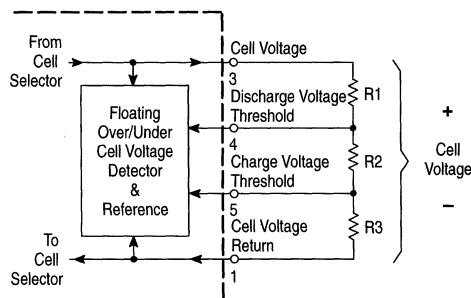 From
Cell
Selector
Cell Voltage
3
R1
Discharge Voltage
Threshold
4
Floating
Over/Under
Cell Voltage
Detector
&
Reference
R2
Charge Voltage
Threshold
5
Cell Voltage
Return
1
R3
To
Cell
Selector
+
Cell
Voltage
−